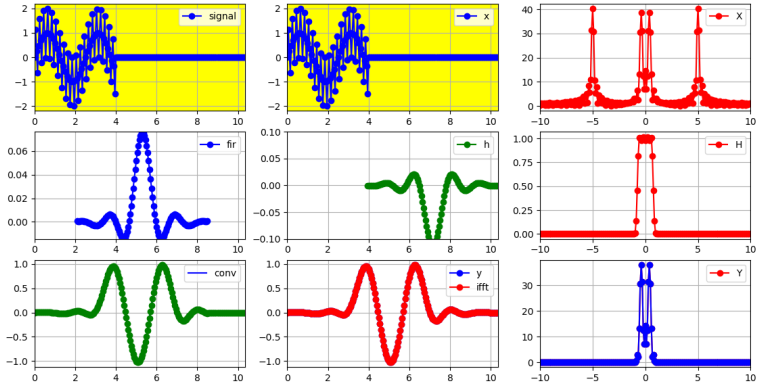 2
1
0
−1
−2
0 2 4 6 8 10
signal
2
1
0
−1
−2
0 2 4 6 8 10
x
40
30
20
10
0
−10 −5 0 5 10
X
0.06
0.04
0.02
0.00
0 2 4 6 8 10
fir
0.10
0.05
0.00
−0.05
−0.10
0 2 4 6 8 10
h
1.00
0.75
0.50
0.25
0.00
−10 −5 0 5 10
H
1.0
0.5
0.0
−0.5
−1.0
0 2 4 6 8 10
conv
1.0
0.5
0.0
−0.5
−1.0
0 2 4 6 8 10
y
ifft
30
20
10
0
−10 −5 0 5 10
Y